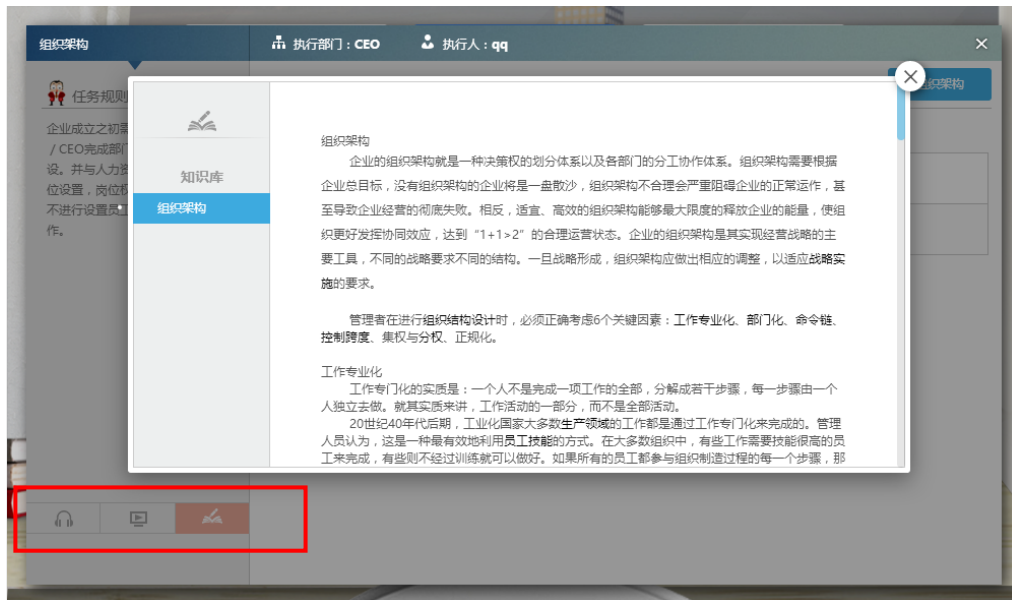 组织架构
执行部门：CEO
执行人：qq
组织架构
任务规则
企业成立之初需
/ CEO完成部门
设。并与人力资
位设置，岗位权
不进行设置员工
作。
知识库
组织架构
组织架构
企业的组织架构就是一种决策权的划分体系以及各部门的分工协作体系。组织架构需要根据
企业总目标，没有组织架构的企业将是一盘散沙，组织架构不合理会严重阻碍企业的正常运作，甚
至导致企业经营的彻底失败。相反，适宜、高效的组织架构能够最大限度的释放企业的能量，使组
织更好发挥协同效应，达到“1+1>2”的合理运营状态。企业的组织架构是其实现经营战略的主
要工具，不同的战略要求不同的结构。一旦战略形成，组织架构应做出相应的调整，以适应战略实
施的要求。
管理者在进行组织结构设计时，必须正确考虑6个关键因素：工作专业化、部门化、命令链、
控制跨度、集权与分权、正规化。
工作专业化
工作专门化的实质是：一个人不是完成一项工作的全部，分解成若干步骤，每一步骤由一个
人独立去做。就其实质来讲，工作活动的一部分，而不是全部活动。
20世纪40年代后期，工业化国家大多数生产领域的工作都是通过工作专门化来完成的。管理
人员认为，这是一种最有效地利用员工技能的方式。在大多数组织中，有些工作需要技能很高的员
工来完成，有些则不经过训练就可以做好。如果所有的员工都参与组织制造过程的每一个步骤，那